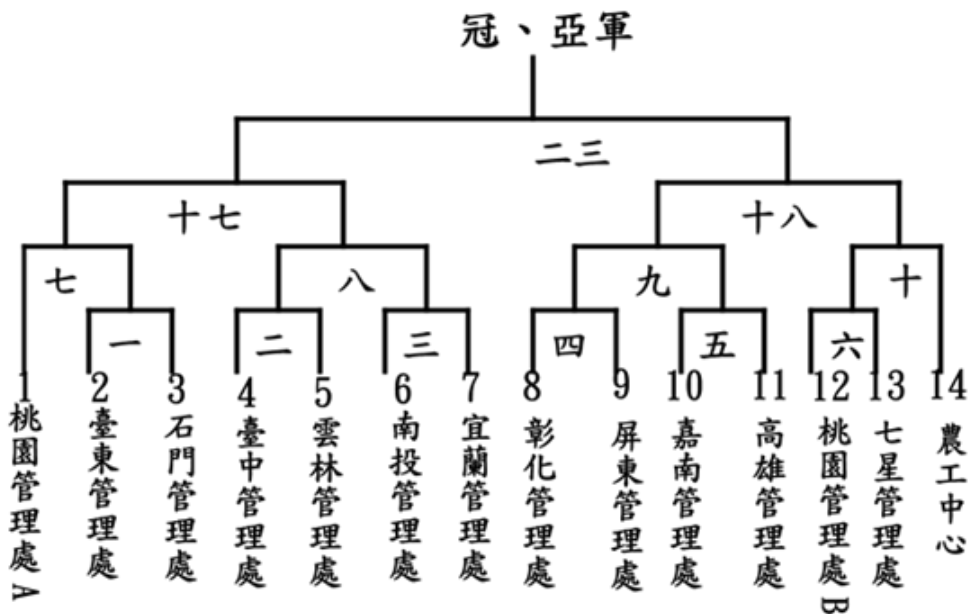 冠、亞軍
二三
十七
十八
七
八
九
十
一
二
三
四
五
六
1
2
3
4
5
6
7
8
9
10
11
12
13
14
桃園管理處A
臺東管理處
石門管理處
臺中管理處
雲林管理處
南投管理處
宜蘭管理處
彰化管理處
屏東管理處
嘉南管理處
高雄管理處
桃園管理處B
七星管理處
農工中心